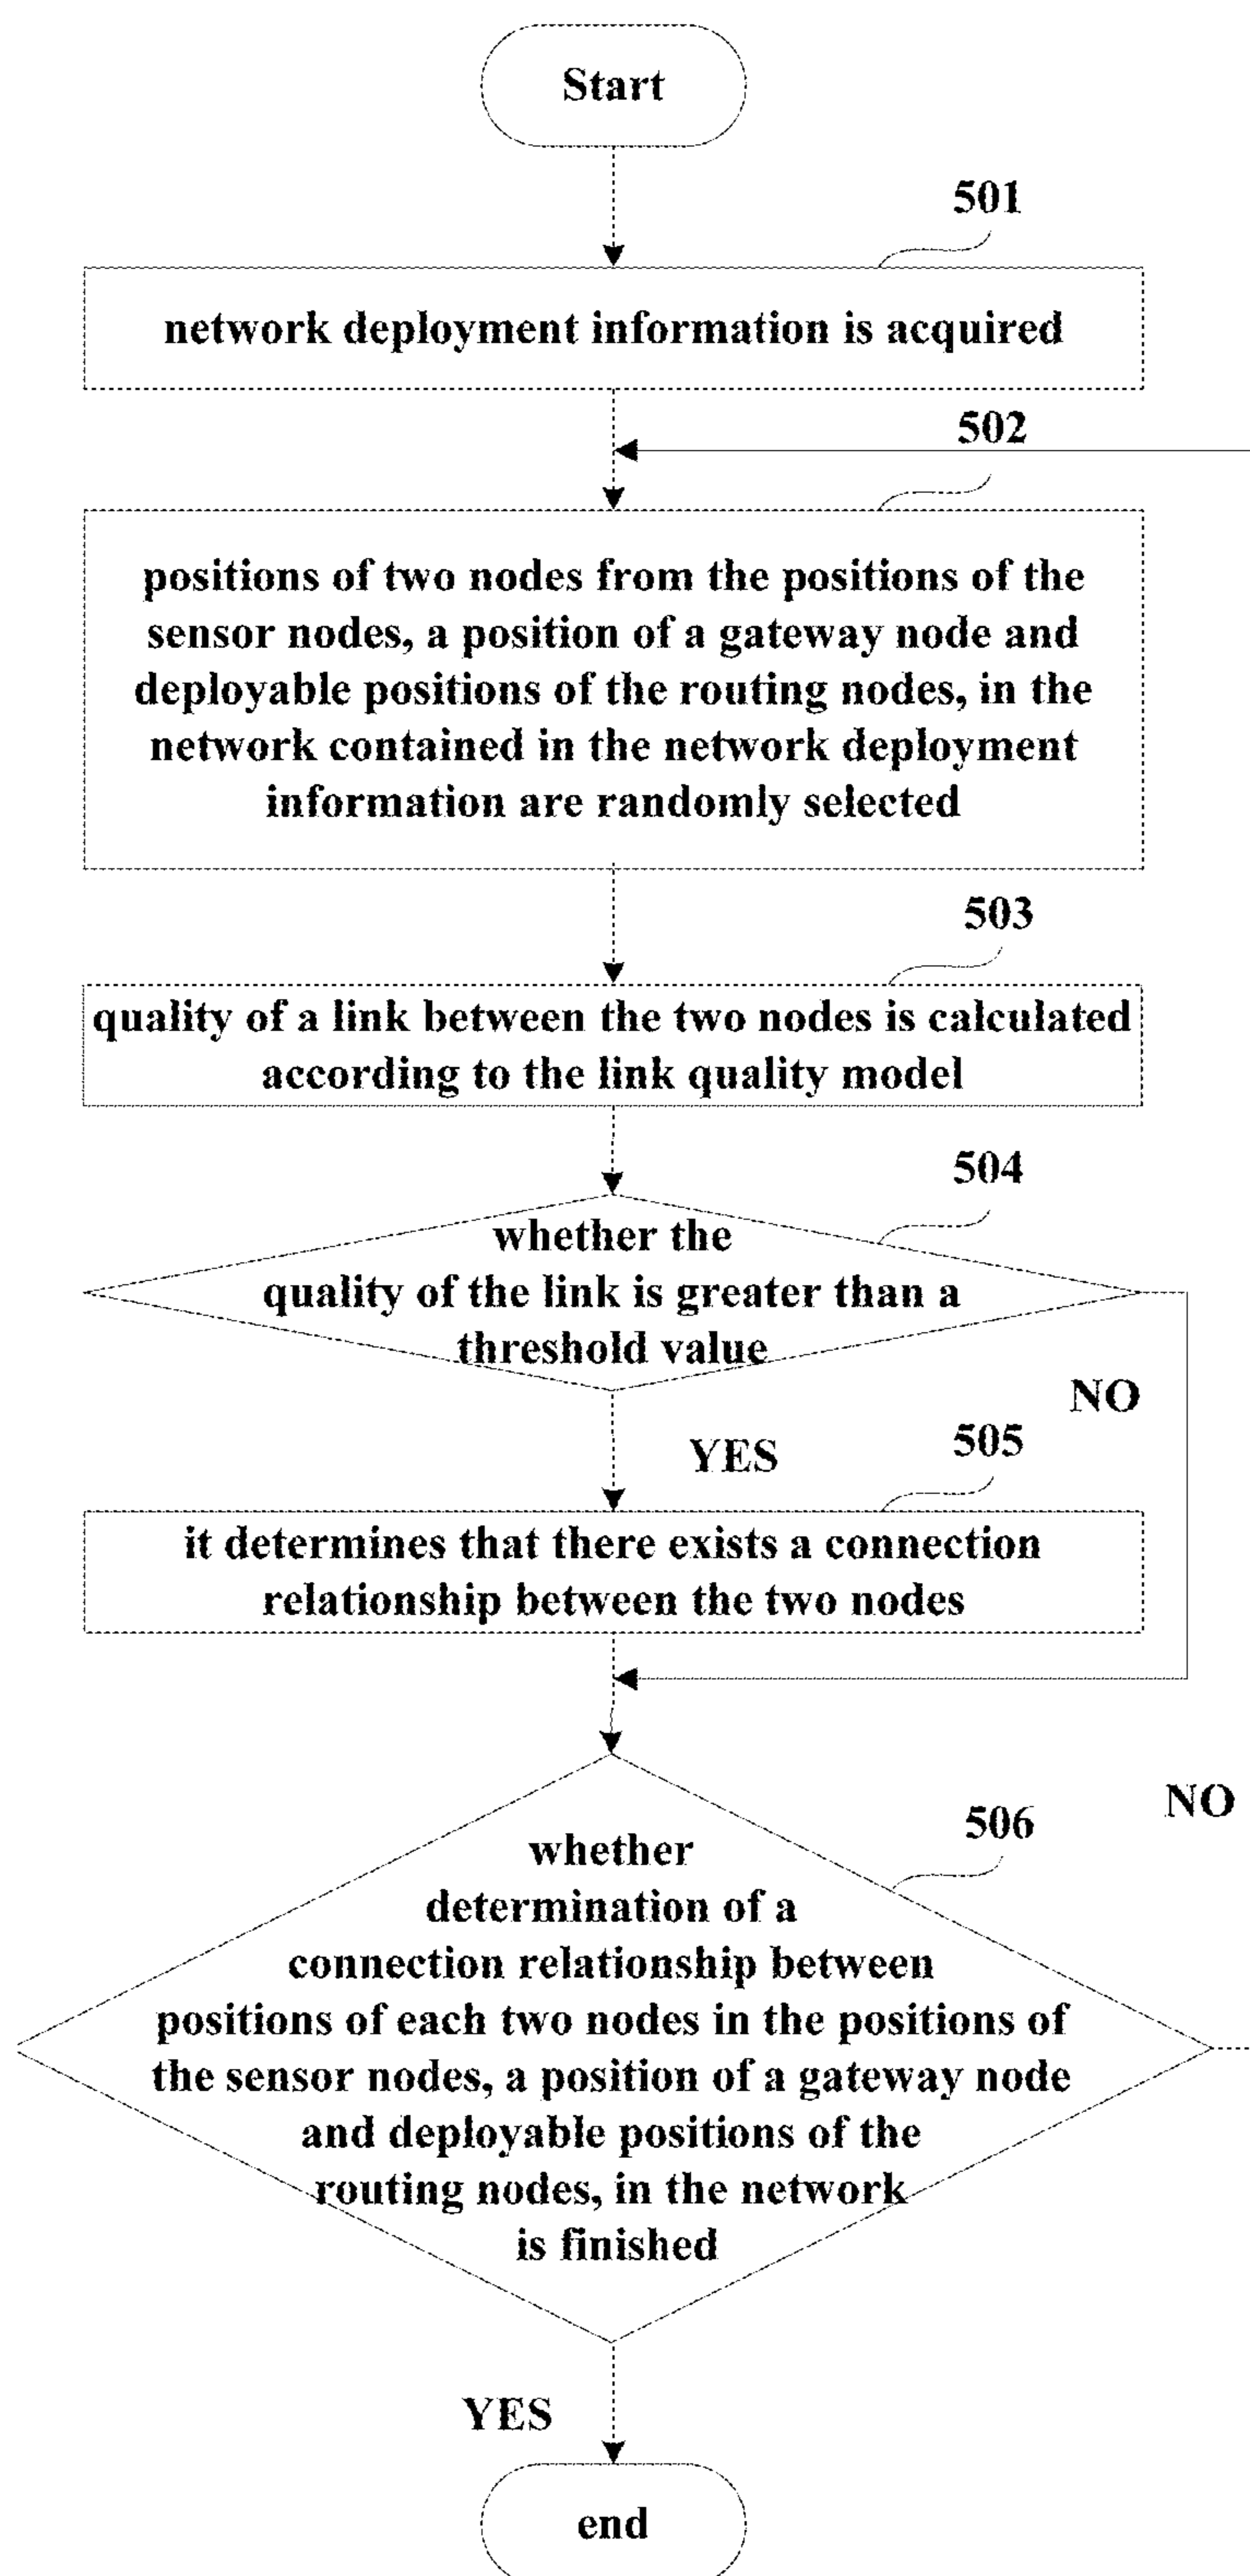 Start
501
network deployment information is acquired
502
positions of two nodes from the positions of the
sensor nodes, a position of a gateway node and
deployable positions of the routing nodes, in the
network contained in the network deployment
information are randomly selected
503
quality of a link between the two nodes is calculated
according to the link quality model
504
whether the
quality of the link is greater than a
threshold value
NO
YES
505
it determines that there exists a connection
relationship between the two nodes
NO
506
whether
determination of a
connection relationship between
positions of each two nodes in the positions of
the sensor nodes, a position of a gateway node
and deployable positions of the
routing nodes, in the network
is finished
YES
end